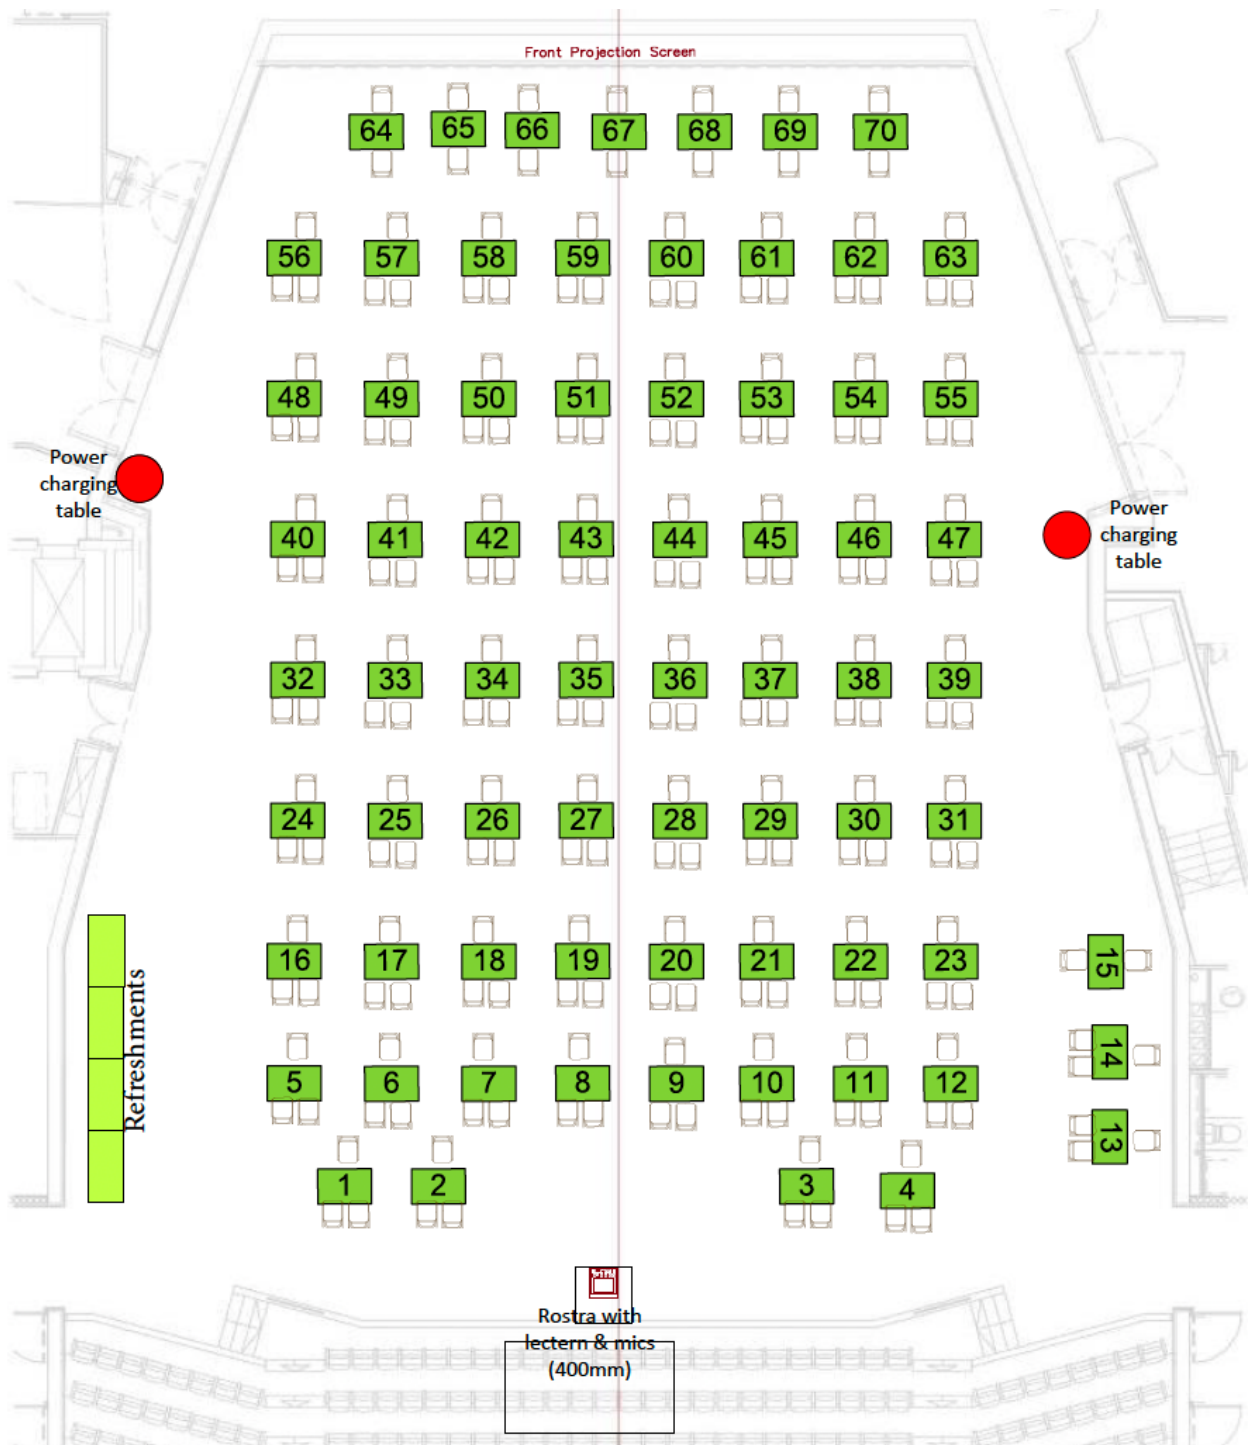 Front Projection Screen
64 65 66 67 68 69 70
56 57 58 59 60 61 62 63
48 49 50 51 52 53 54 55
Power
charging
table
40 41 42 43 44 45 46 47
Power
charging
table
32 33 34 35 36 37 38 39
24 25 26 27 28 29 30 31
Refreshments
16 17 18 19 20 21 22 23
15
14
5 6 7 8 9 10 11 12
13
1 2 3 4
Rostra with
lectern & mics
(400mm)